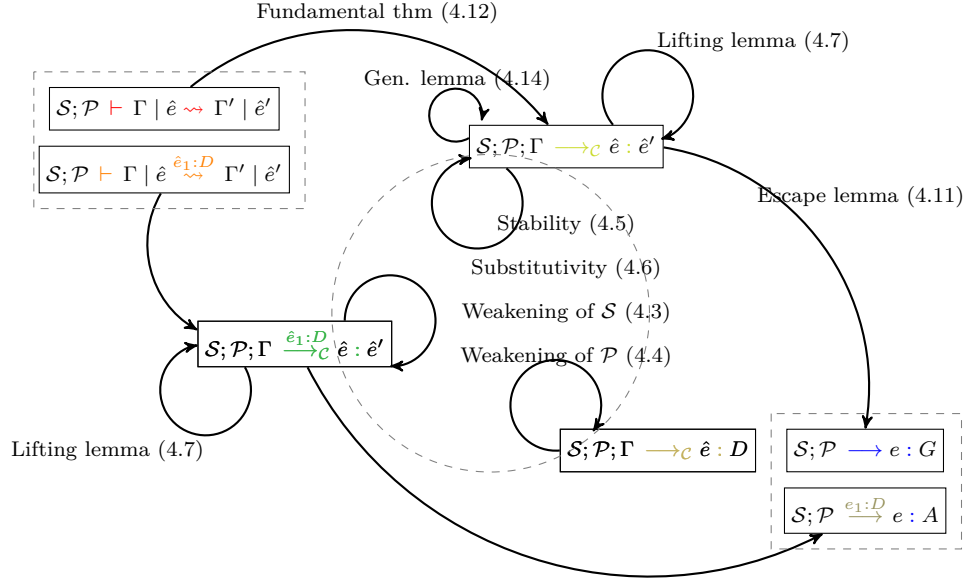 Fundamental thm (4.12)
Lifting lemma (4.7)
Gen. lemma (4.14)
𝒮; 𝒫 ⊢ Γ | ê ⇝ Γ′ | ê′
𝒮; 𝒫; Γ ⟶𝒞 ê : ê′
ê₁:D
𝒮; 𝒫 ⊢ Γ | ê ⇝ Γ′ | ê′
Escape lemma (4.11)
Stability (4.5)
Substitutivity (4.6)
Weakening of 𝒮 (4.3)
ê₁:D
𝒮; 𝒫; Γ ⟶𝒞 ê : ê′
Weakening of 𝒫 (4.4)
Lifting lemma (4.7)
𝒮; 𝒫; Γ ⟶𝒞 ê : D
𝒮; 𝒫 ⟶ e : G
e₁:D
𝒮; 𝒫 ⟶ e : A